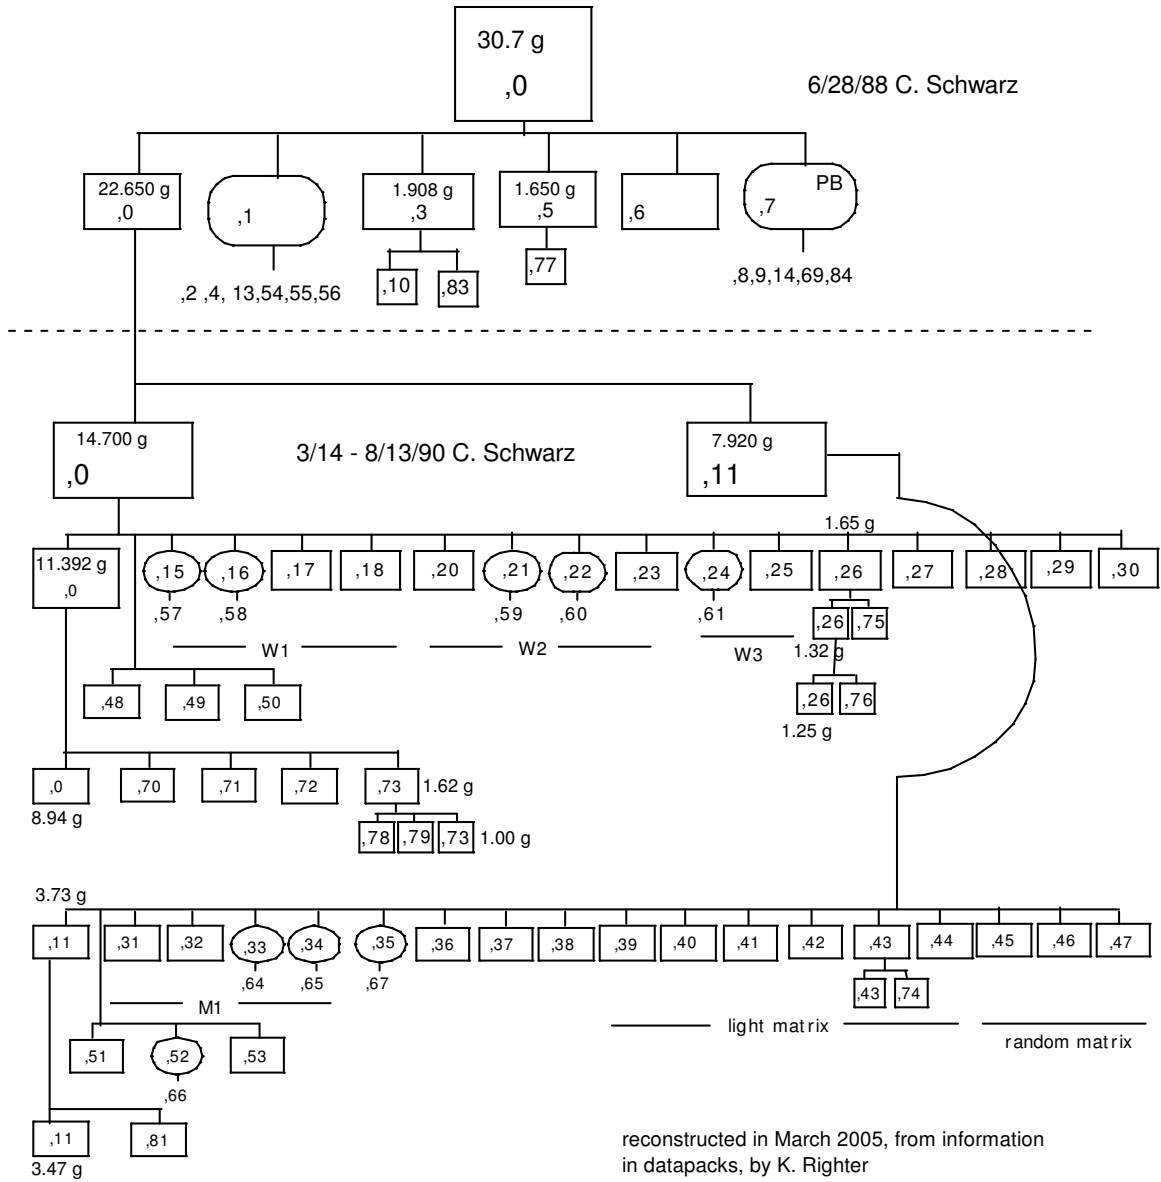 30.7 g
,0
6/28/88 C. Schwarz
22.650 g
,0
,1
1.908 g
,3
1.650 g
,5
,6
PB
,7
,2 ,4, 13,54,55,56
,10
,83
,77
,8,9,14,69,84
14.700 g
,0
3/14 - 8/13/90 C. Schwarz
7.920 g
,11
1.65 g
11.392 g
,0
,15
,16
,17
,18
,20
,21
,22
,23
,24
,25
,26
,27
,28
,29
,30
,57
,58
,59
,60
,61
,26
,75
W1
W2
W3
1.32 g
,48
,49
,50
,26
,76
1.25 g
,0
,70
,71
,72
,73
1.62 g
8.94 g
,78
,79
,73
1.00 g
3.73 g
,11
,31
,32
,33
,34
,35
,36
,37
,38
,39
,40
,41
,42
,43
,44
,45
,46
,47
,64
,65
,67
,43
,74
M1
light matrix
random matrix
,51
,52
,53
,66
,11
,81
3.47 g
reconstructed in March 2005, from information
in datapacks, by K. Righter